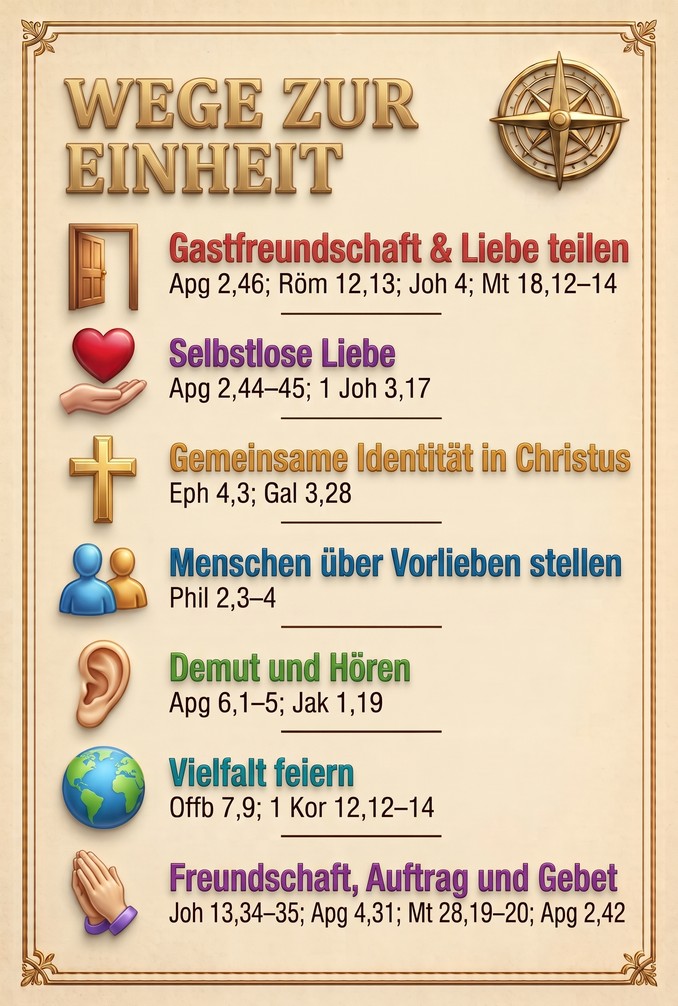 WEGE ZUR
EINHEIT
Gastfreundschaft & Liebe teilen
Apg 2,46; Röm 12,13; Joh 4; Mt 18,12–14
Selbstlose Liebe
Apg 2,44–45; 1 Joh 3,17
Gemeinsame Identität in Christus
Eph 4,3; Gal 3,28
Menschen über Vorlieben stellen
Phil 2,3–4
Demut und Hören
Apg 6,1–5; Jak 1,19
Vielfalt feiern
Offb 7,9; 1 Kor 12,12–14
Freundschaft, Auftrag und Gebet
Joh 13,34–35; Apg 4,31; Mt 28,19–20; Apg 2,42